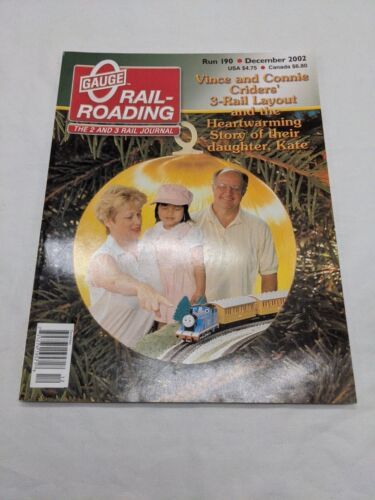 GAUGE
RAIL-
ROADING
THE 2 AND 3 RAIL JOURNAL
Run 190 • December 2002
USA $4.75 • Canada $6.80
Vince and Connie
Criders'
3-Rail Layout
and the
Heartwarming
Story of their
daughter, Kate